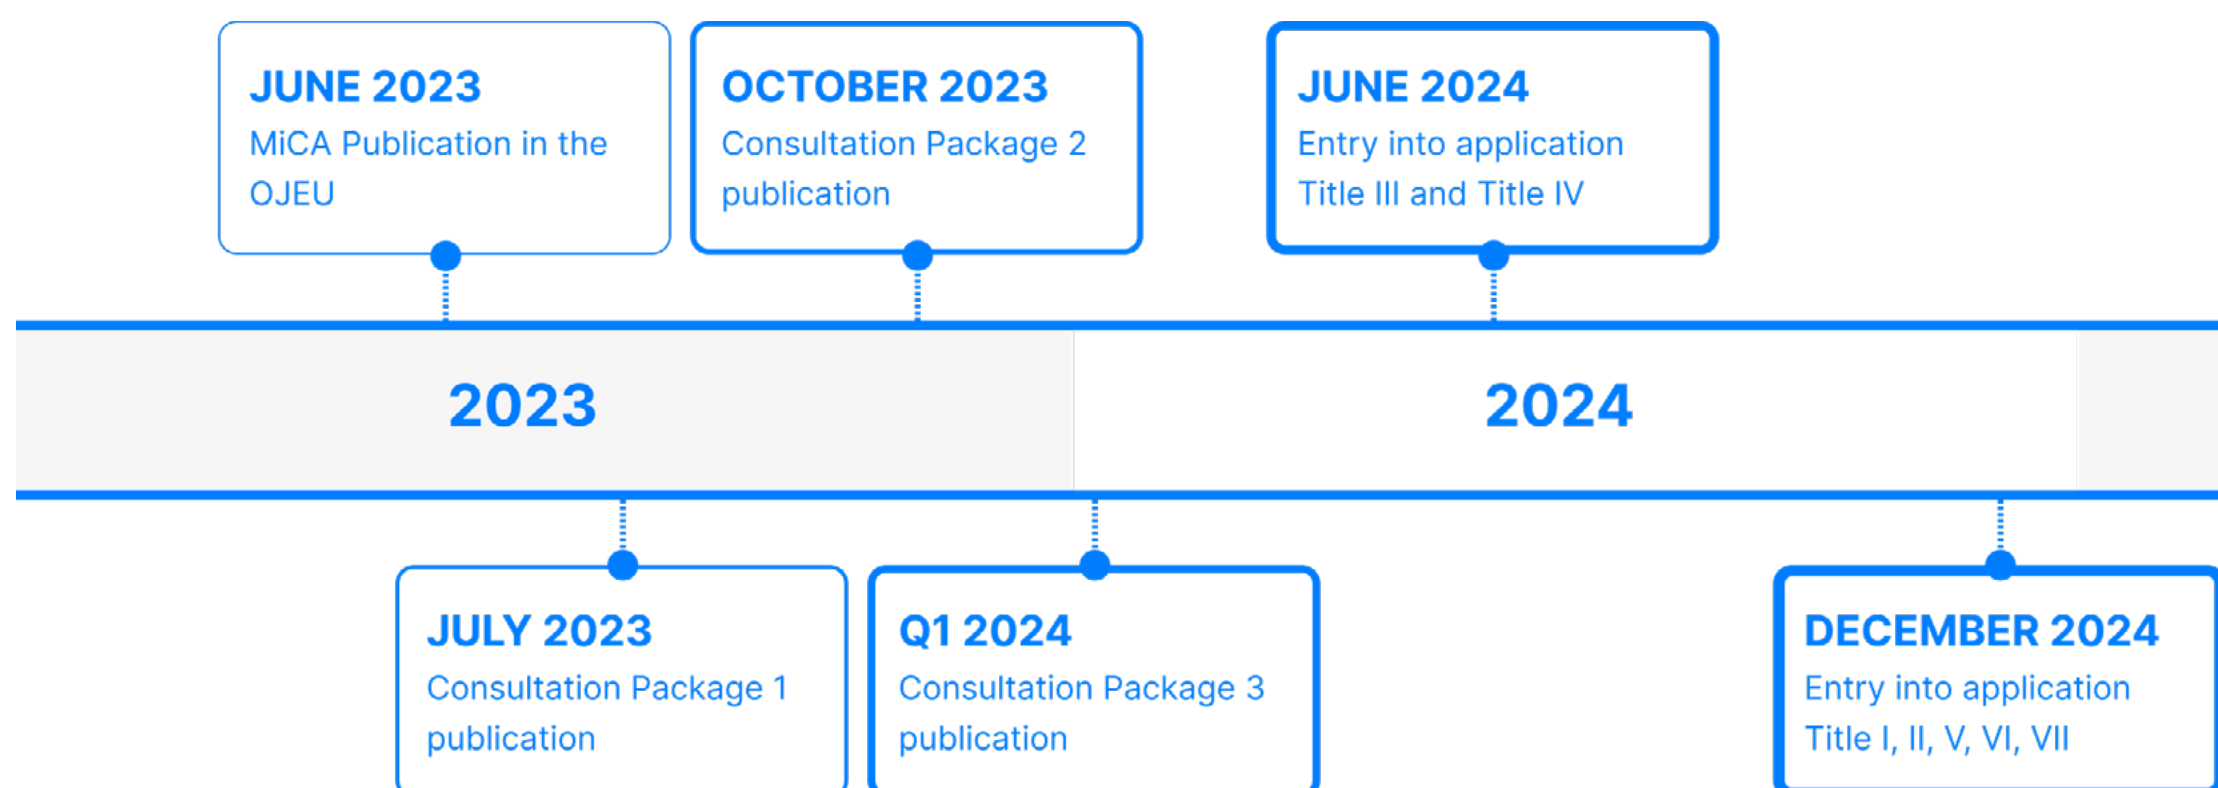 JUNE 2023
MiCA Publication in the
OJEU
OCTOBER 2023
Consultation Package 2
publication
JUNE 2024
Entry into application
Title III and Title IV
2023
2024
JULY 2023
Consultation Package 1
publication
Q1 2024
Consultation Package 3
publication
DECEMBER 2024
Entry into application
Title I, II, V, VI, VII